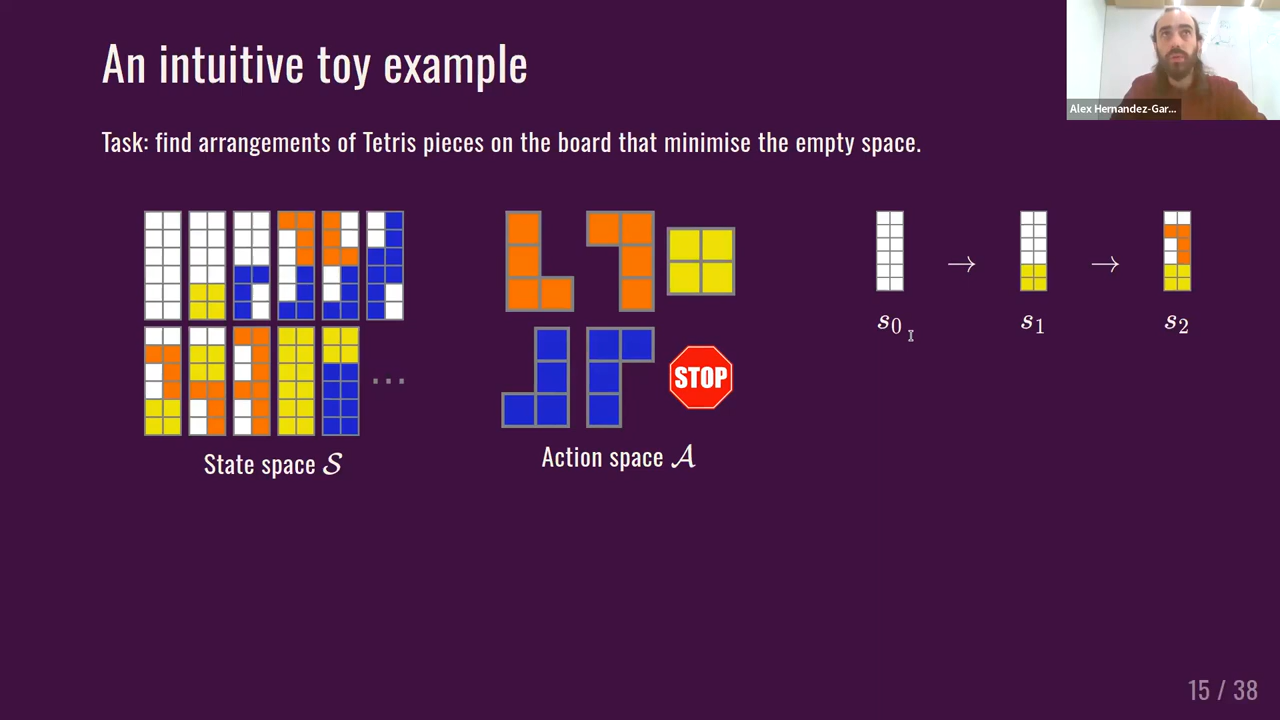 An intuitive toy example
Alex Hernandez-Gar...
Task: find arrangements of Tetris pieces on the board that minimise the empty space.
...
STOP
State space 𝒮
Action space 𝒜
→ →
s₀ s₁ s₂
15 / 38